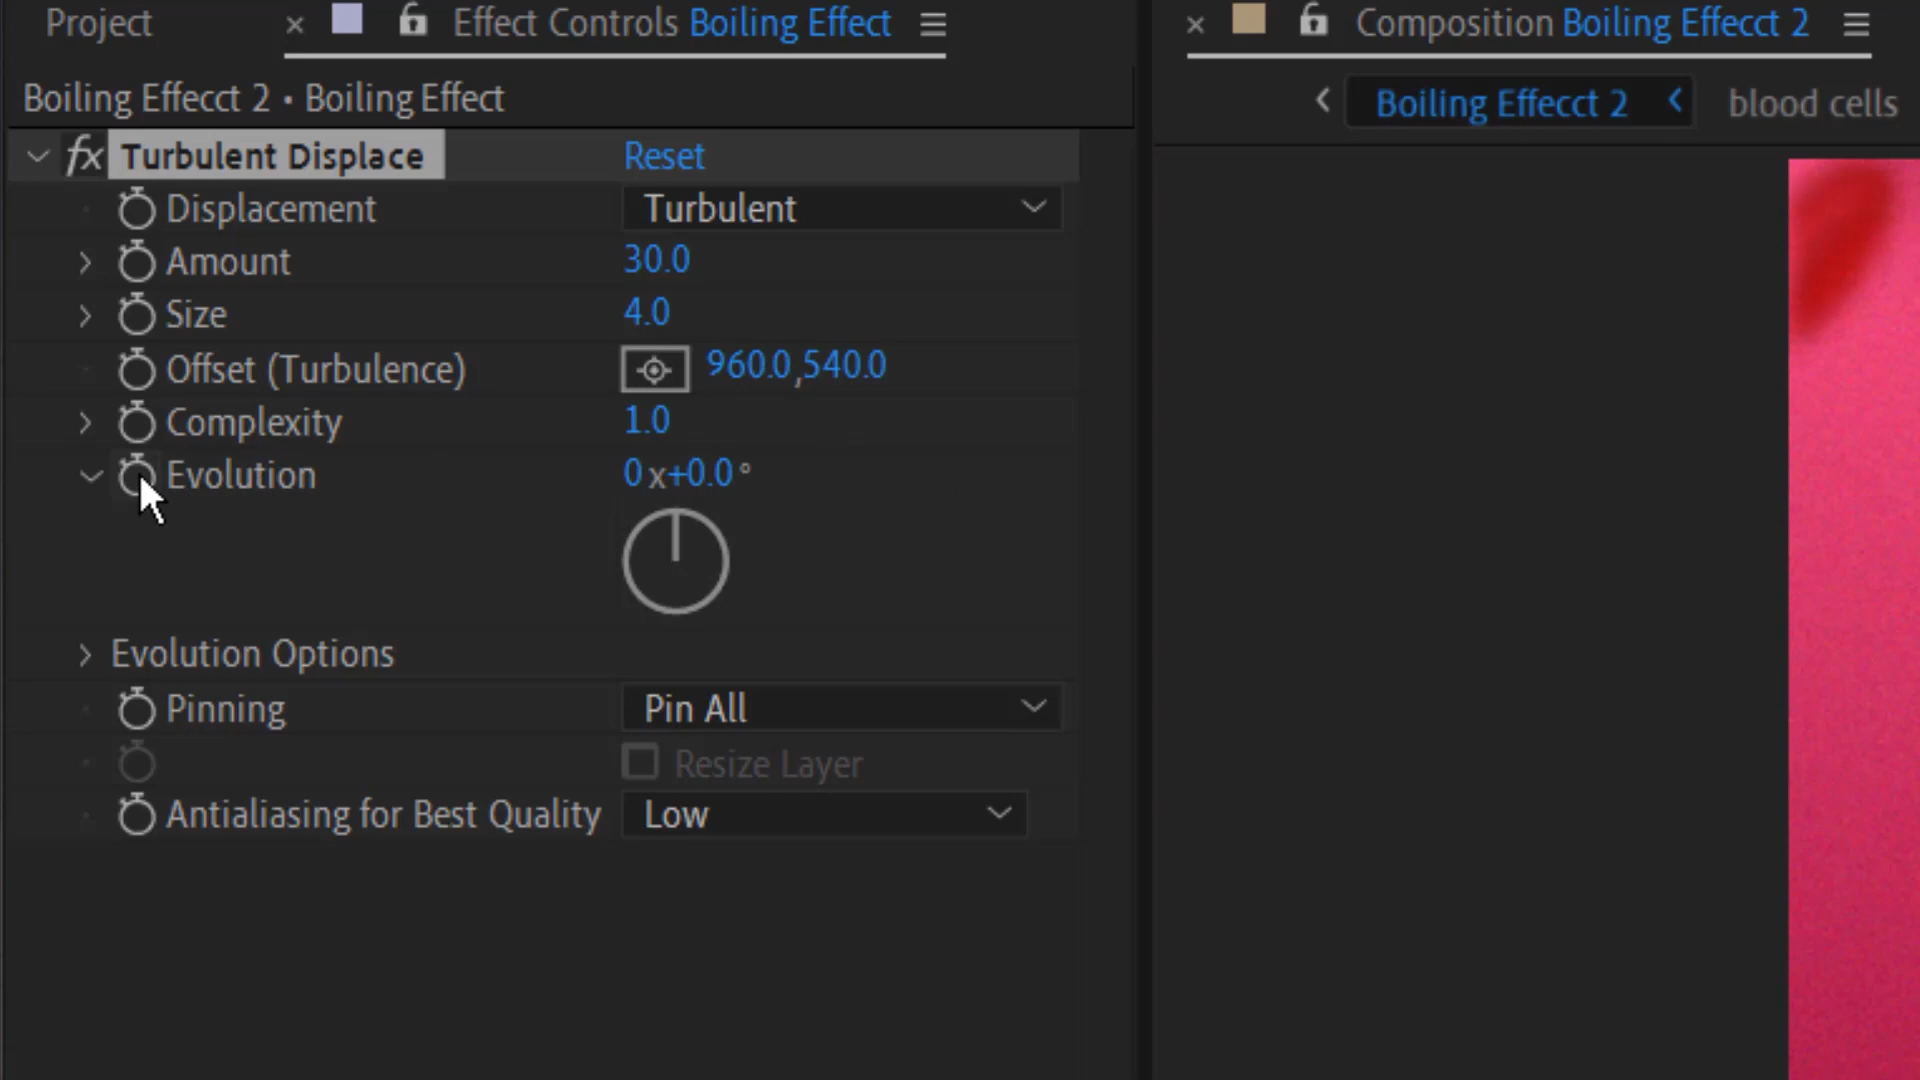 Project
× Effect Controls Boiling Effect
× Composition Boiling Effecct 2
Boiling Effecct 2 • Boiling Effect
Boiling Effecct 2
blood cells
fx Turbulent Displace Reset
Displacement Turbulent
Amount 30.0
Size 4.0
Offset (Turbulence) 960.0,540.0
Complexity 1.0
Evolution 0x+0.0°
Evolution Options
Pinning Pin All
Resize Layer
Antialiasing for Best Quality Low